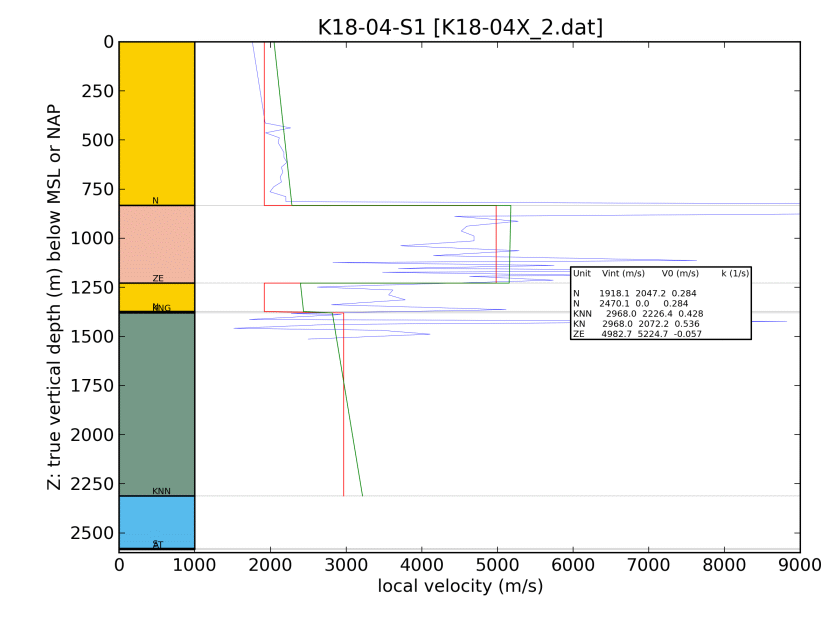 K18-04-S1 [K18-04X_2.dat]
Z: true vertical depth (m) below MSL or NAP
0
250
500
750
N
1000
ZE
1250
KNG
1500
1750
2000
2250
KNN
2500
AT
Unit Vint (m/s) V0 (m/s) k (1/s)
N 1918.1 2047.2 0.284
N 2470.1 0.0 0.284
KNN 2968.0 2226.4 0.428
KN 2968.0 2072.2 0.536
ZE 4982.7 5224.7 -0.057
0 1000 2000 3000 4000 5000 6000 7000 8000 9000
local velocity (m/s)